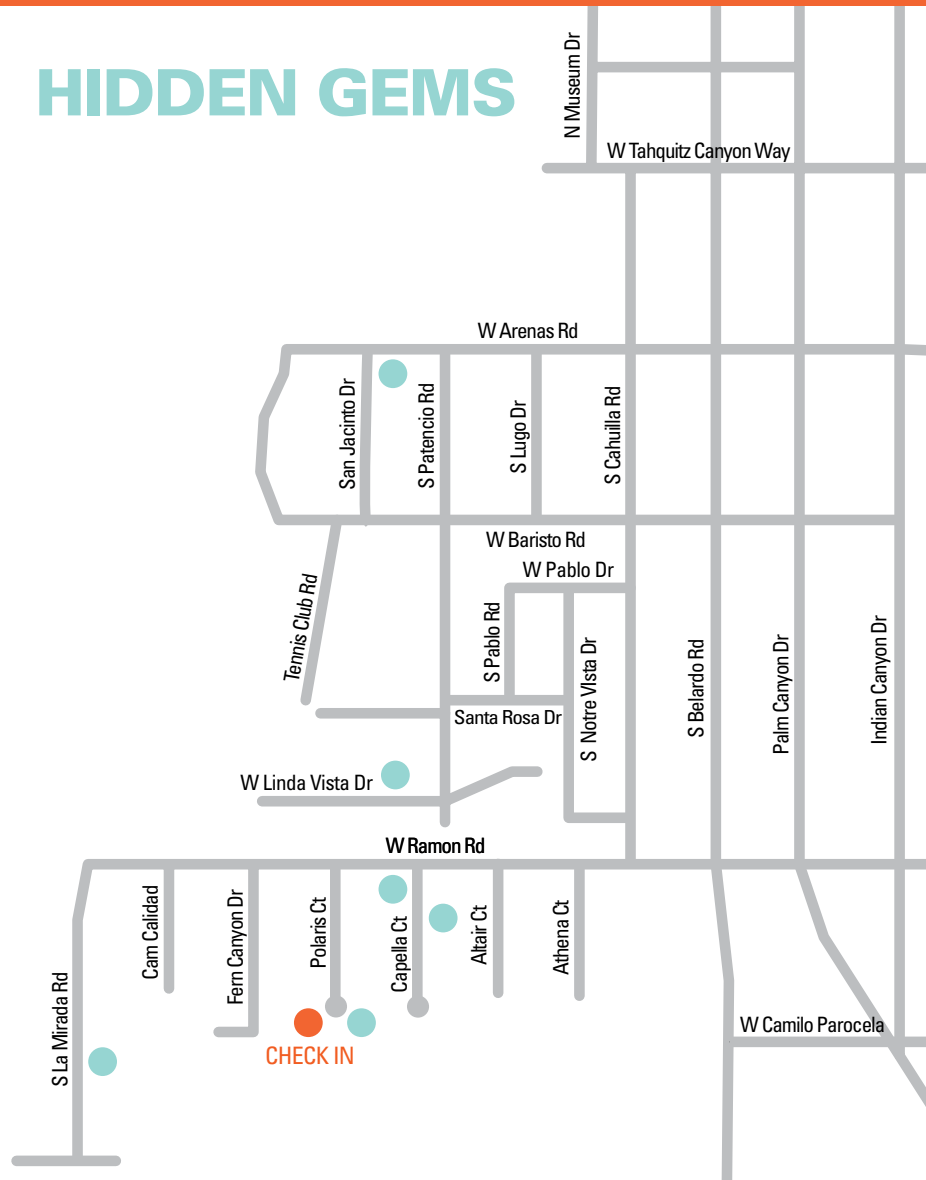 HIDDEN GEMS
N Museum Dr
W Tahquitz Canyon Way
W Arenas Rd
San Jacinto Dr
S Patencio Rd
S Lugo Dr
S Cahuilla Rd
W Baristo Rd
W Pablo Dr
Tennis Club Rd
S Pablo Rd
S Notre VIsta Dr
S Belardo Rd
Palm Canyon Dr
Indian Canyon Dr
Santa Rosa Dr
W Linda Vista Dr
W Ramon Rd
Cam Calidad
Fern Canyon Dr
Polaris Ct
Capella Ct
Altair Ct
Athena Ct
S La Mirada Rd
W Camilo Parocela
CHECK IN